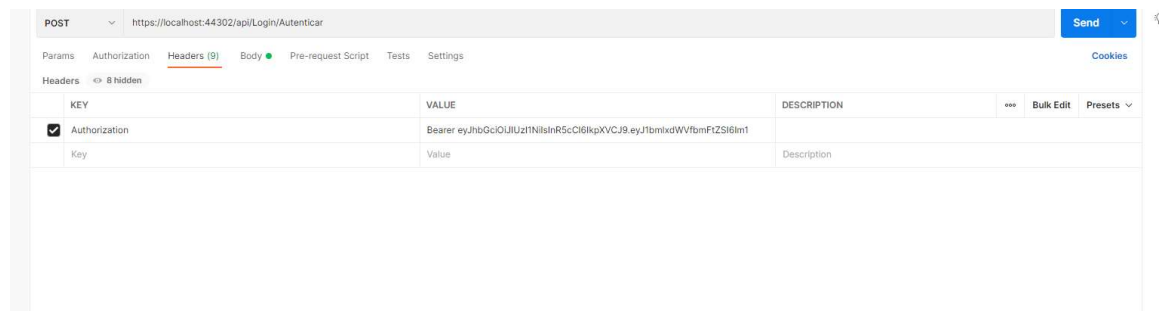 POST https://localhost:44302/api/Login/Autenticar Send
Params Authorization Headers (9) Body Pre-request Script Tests Settings Cookies
Headers 8 hidden
KEY VALUE DESCRIPTION ooo Bulk Edit Presets
Authorization Bearer eyJhbGciOiJIUzI1NiIsInR5cCI6IkpXVCJ9.eyJ1bmlxdWVfbmFtZSI6Im1
Key Value Description